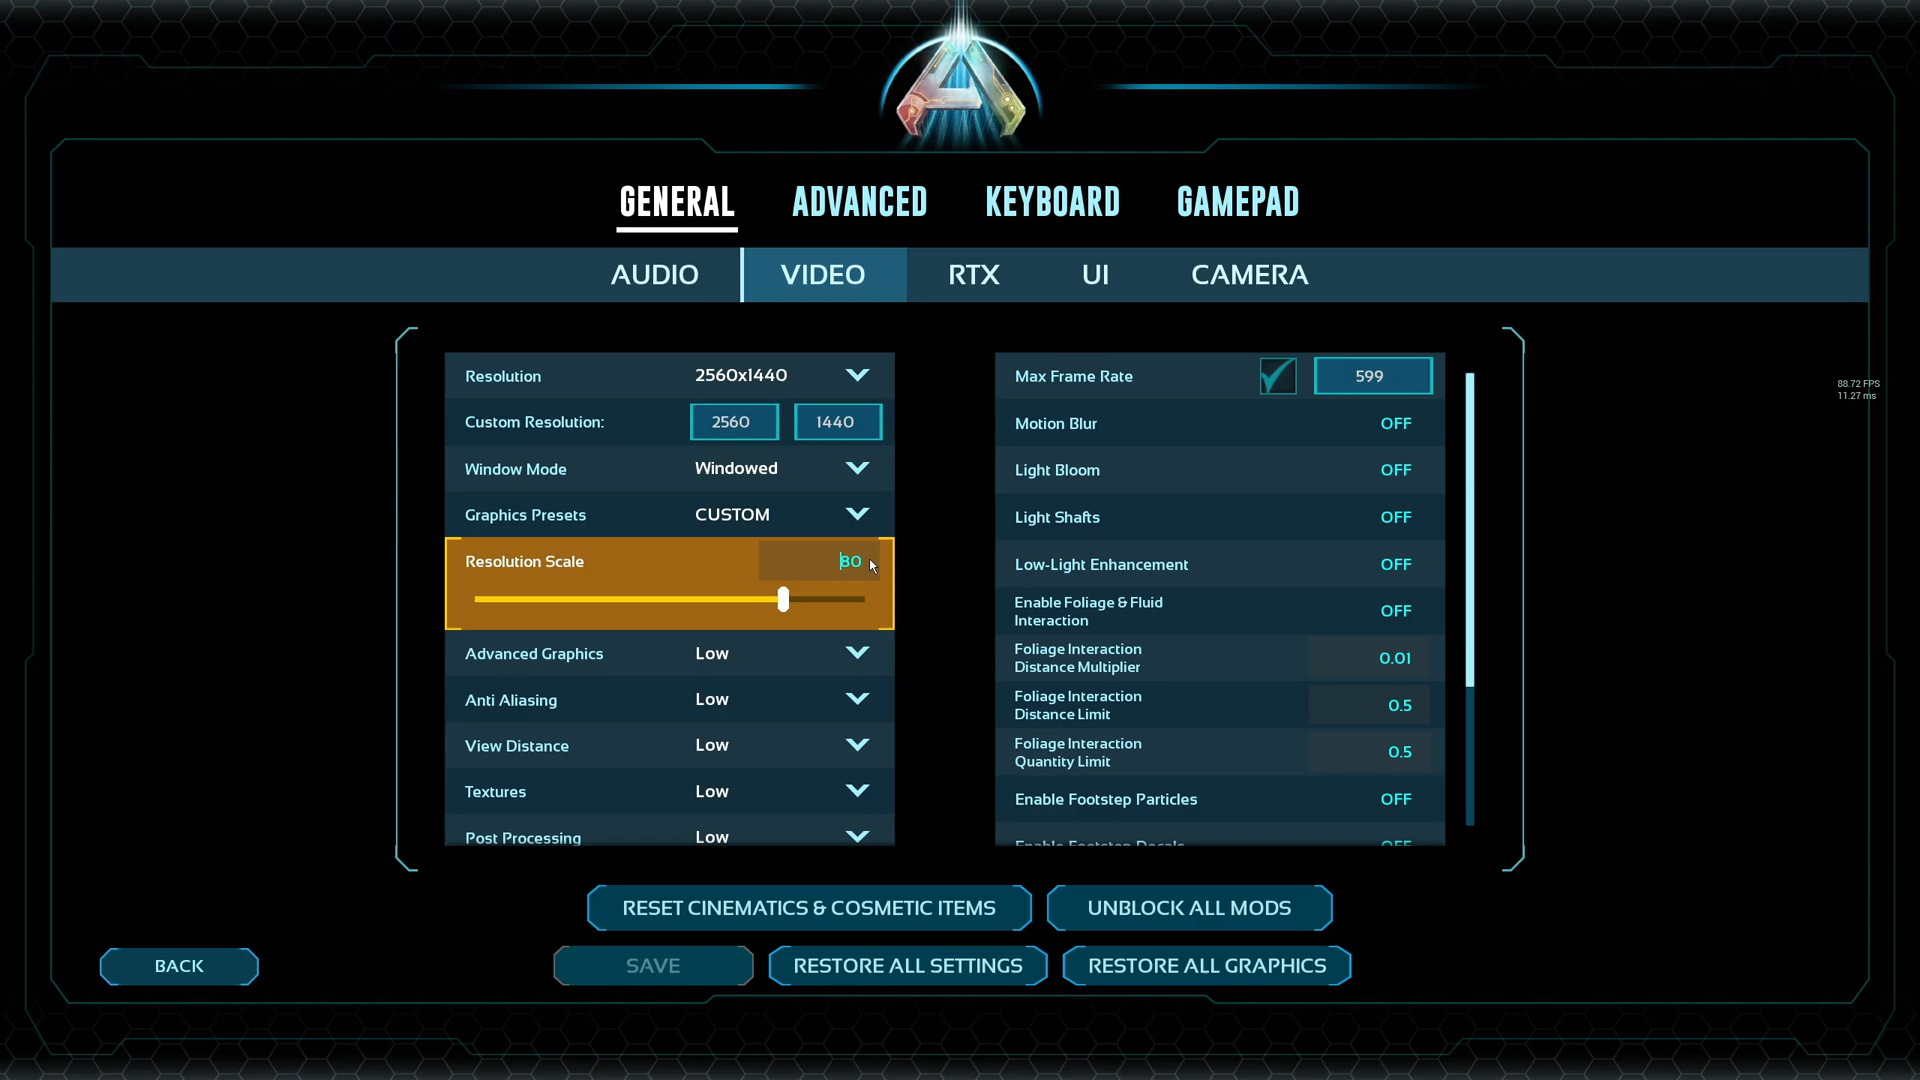 GENERAL ADVANCED KEYBOARD GAMEPAD
AUDIO VIDEO RTX UI CAMERA
Resolution 2560x1440
Custom Resolution: 2560 1440
Window Mode Windowed
Graphics Presets CUSTOM
Resolution Scale 80
Advanced Graphics Low
Anti Aliasing Low
View Distance Low
Textures Low
Post Processing Low
Max Frame Rate 599
Motion Blur OFF
Light Bloom OFF
Light Shafts OFF
Low-Light Enhancement OFF
Enable Foliage & Fluid
Interaction OFF
Foliage Interaction
Distance Multiplier 0.01
Foliage Interaction
Distance Limit 0.5
Foliage Interaction
Quantity Limit 0.5
Enable Footstep Particles OFF
Enable Footstep Decals OFF
88.72 FPS
11.27 ms
RESET CINEMATICS & COSMETIC ITEMS UNBLOCK ALL MODS
BACK SAVE RESTORE ALL SETTINGS RESTORE ALL GRAPHICS